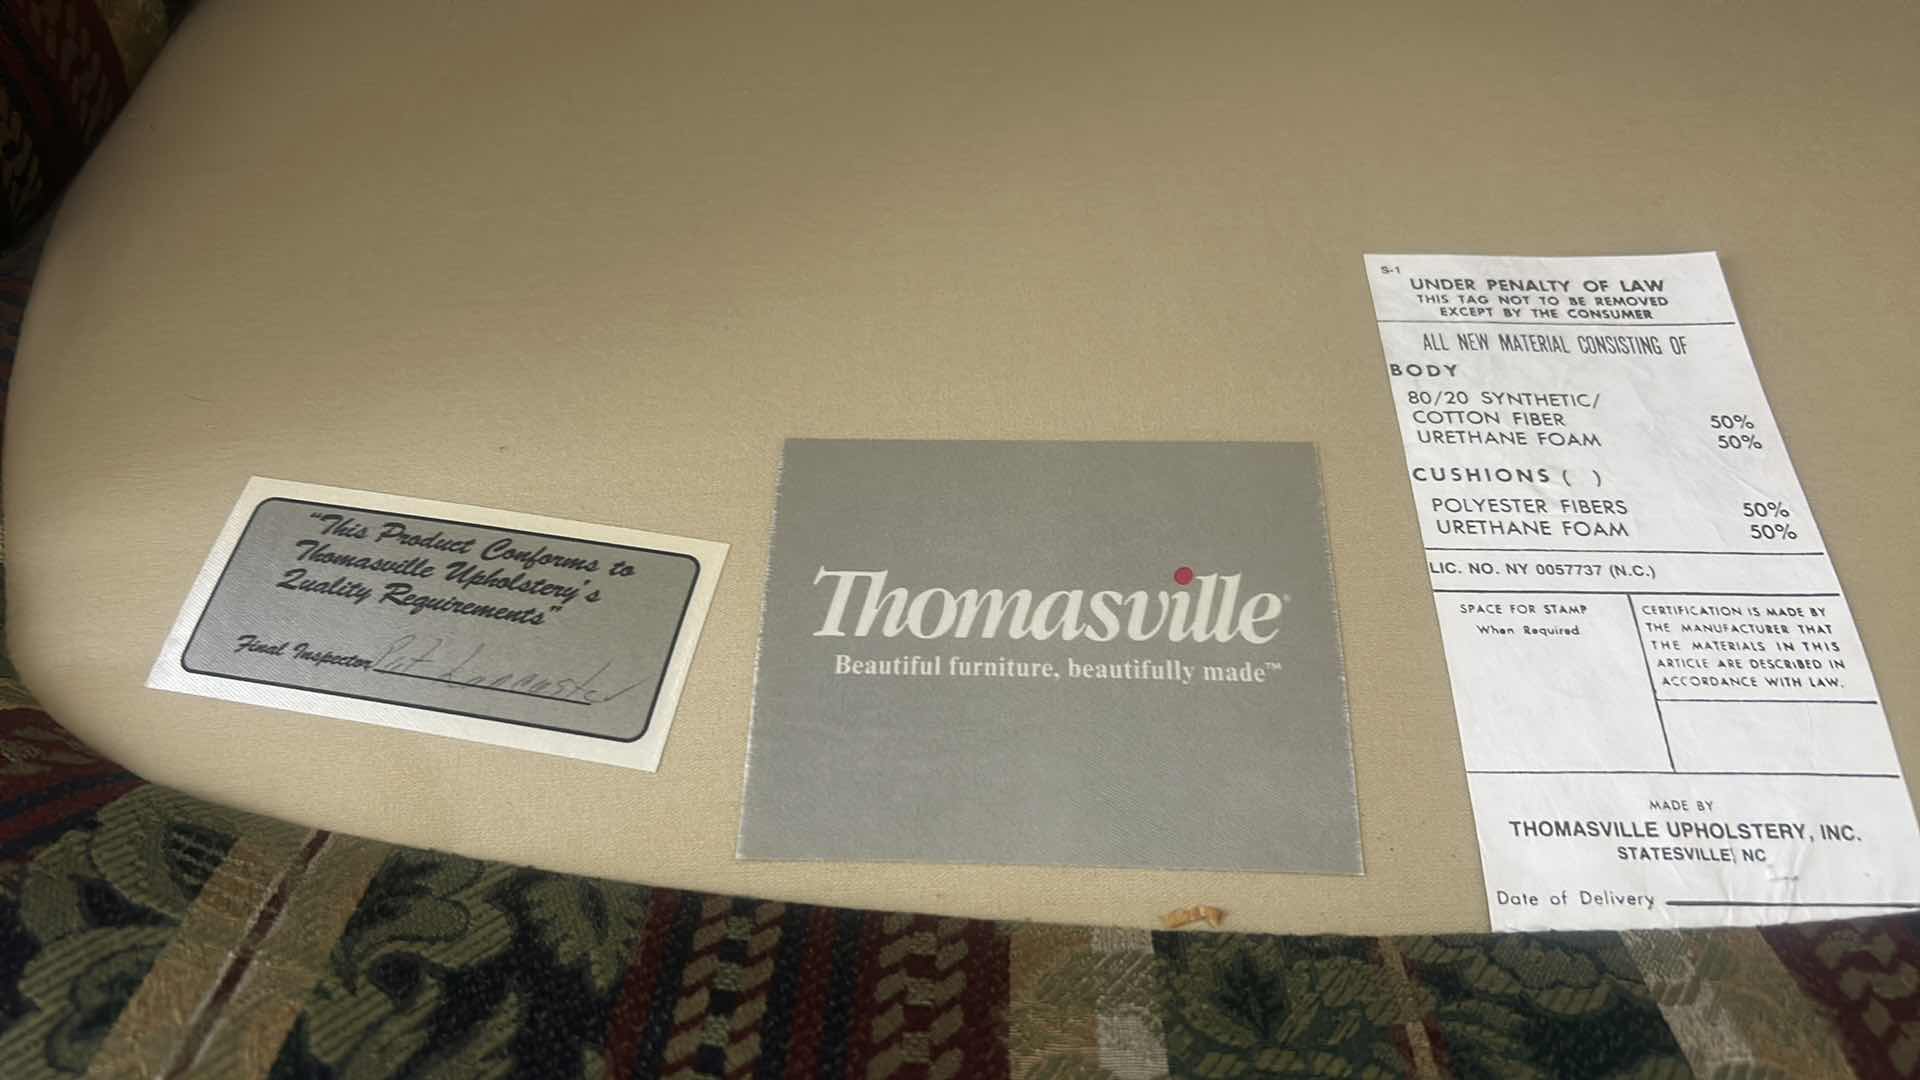 "This Product Conforms to
Thomasville Upholstery's
Quality Requirements"
Final Inspector Pat Lancaster
Thomasville®
Beautiful furniture, beautifully made™
S-1
UNDER PENALTY OF LAW
THIS TAG NOT TO BE REMOVED
EXCEPT BY THE CONSUMER
ALL NEW MATERIAL CONSISTING OF
BODY
80/20 SYNTHETIC/
COTTON FIBER 50%
URETHANE FOAM 50%
CUSHIONS ( )
POLYESTER FIBERS 50%
URETHANE FOAM 50%
LIC. NO. NY 0057737 (N.C.)
SPACE FOR STAMP
When Required
CERTIFICATION IS MADE BY
THE MANUFACTURER THAT
THE MATERIALS IN THIS
ARTICLE ARE DESCRIBED IN
ACCORDANCE WITH LAW.
MADE BY
THOMASVILLE UPHOLSTERY, INC.
STATESVILLE, NC
Date of Delivery